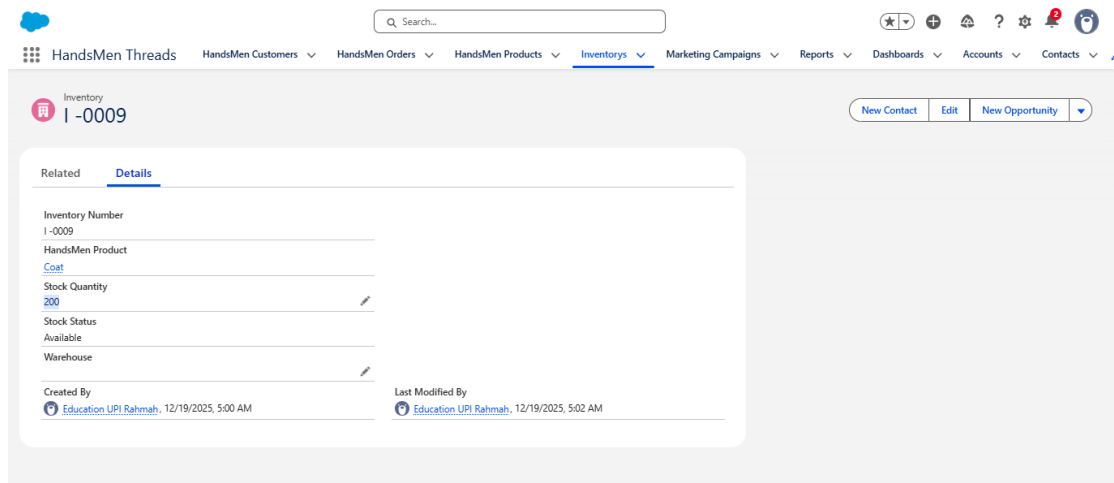 Search...
2
HandsMen Threads HandsMen Customers HandsMen Orders HandsMen Products Inventorys Marketing Campaigns Reports Dashboards Accounts Contacts
Inventory
I -0009
New Contact Edit New Opportunity
Related Details
Inventory Number
I -0009
HandsMen Product
Coat
Stock Quantity
200
Stock Status
Available
Warehouse
Created By Last Modified By
Education UPI Rahmah, 12/19/2025, 5:00 AM Education UPI Rahmah, 12/19/2025, 5:02 AM